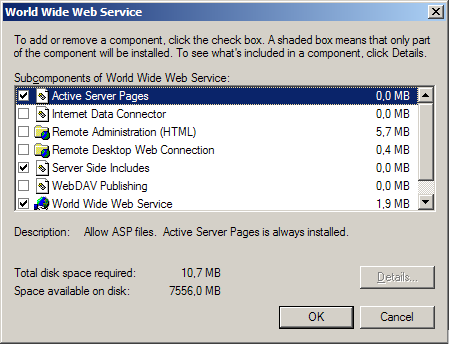 World Wide Web Service
To add or remove a component, click the check box. A shaded box means that only part
of the component will be installed. To see what's included in a component, click Details.
Subcomponents of World Wide Web Service:
Active Server Pages 0,0 MB
Internet Data Connector 0,0 MB
Remote Administration (HTML) 5,7 MB
Remote Desktop Web Connection 0,4 MB
Server Side Includes 0,0 MB
WebDAV Publishing 0,0 MB
World Wide Web Service 1,9 MB
Description: Allow ASP files. Active Server Pages is always installed.
Total disk space required: 10,7 MB
Space available on disk: 7556,0 MB
Details...
OK Cancel